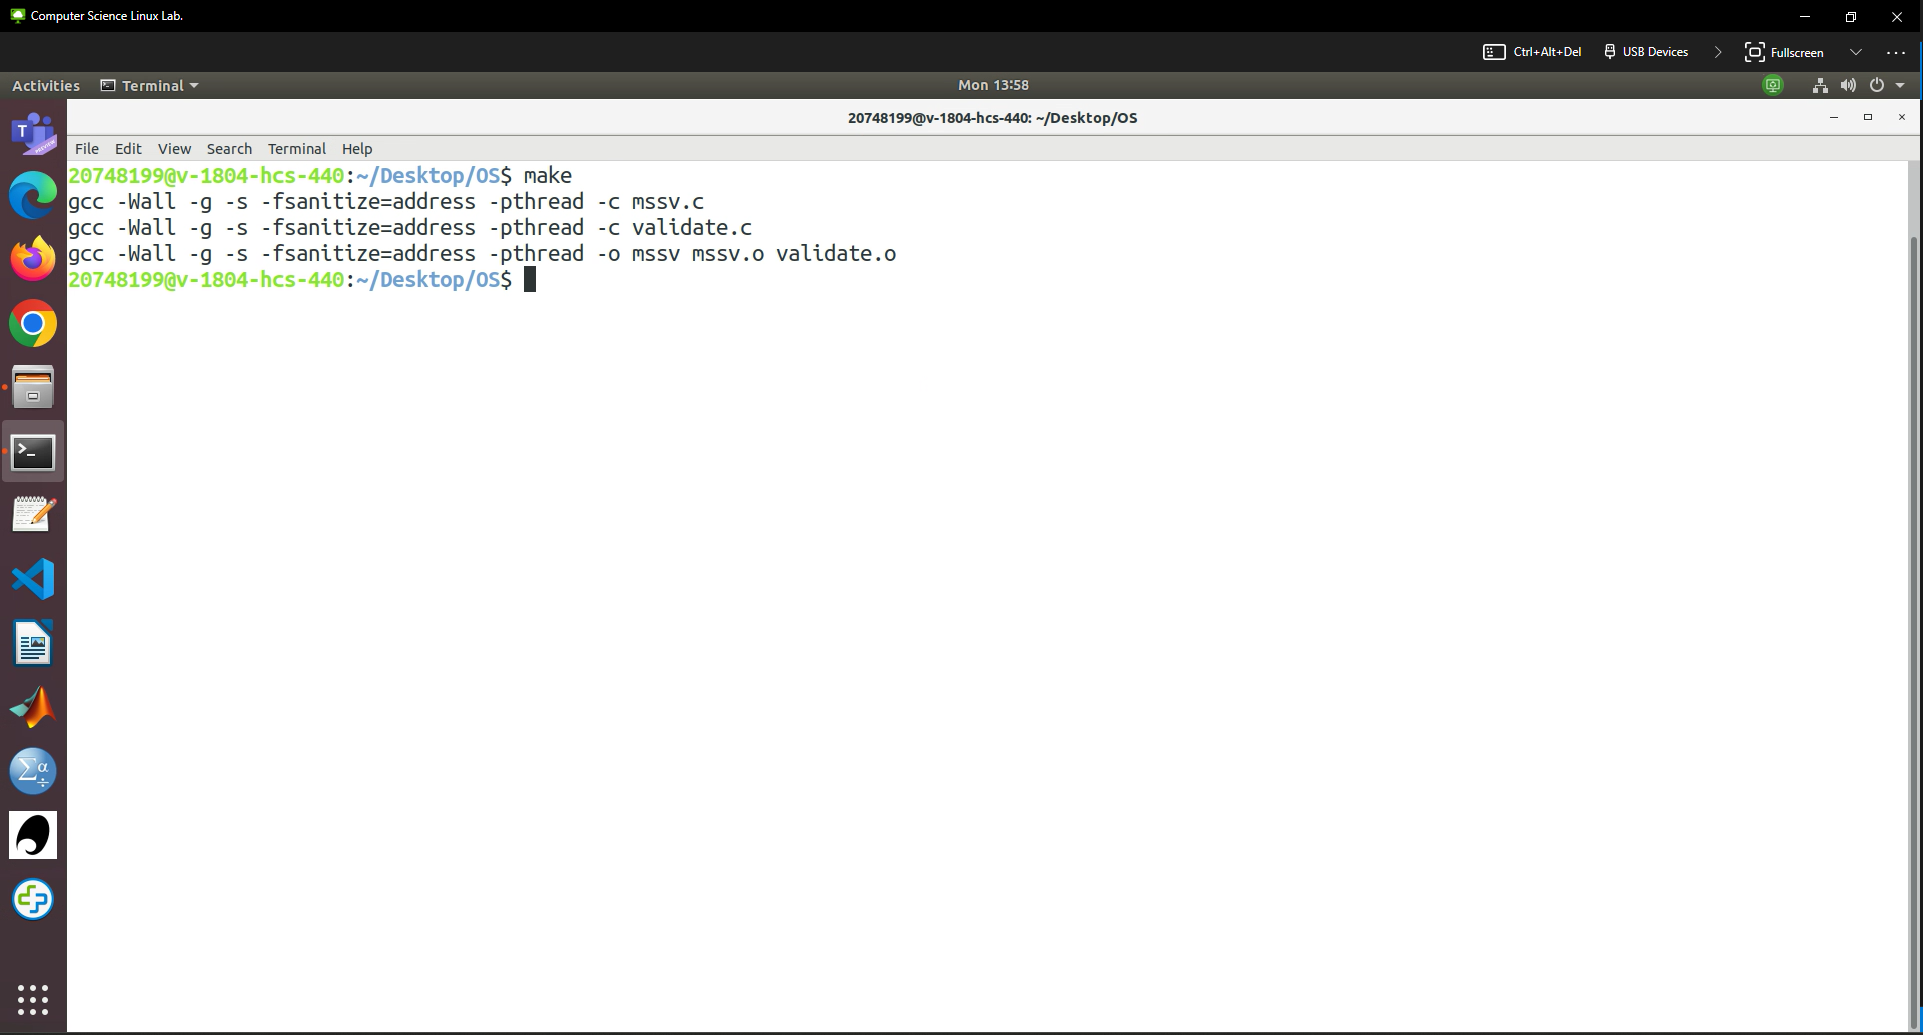 Computer Science Linux Lab.
Ctrl+Alt+Del USB Devices Fullscreen
Activities Terminal Mon 13:58
20748199@v-1804-hcs-440: ~/Desktop/OS
File Edit View Search Terminal Help
20748199@v-1804-hcs-440:~/Desktop/OS$ make
gcc -Wall -g -s -fsanitize=address -pthread -c mssv.c
gcc -Wall -g -s -fsanitize=address -pthread -c validate.c
gcc -Wall -g -s -fsanitize=address -pthread -o mssv mssv.o validate.o
20748199@v-1804-hcs-440:~/Desktop/OS$